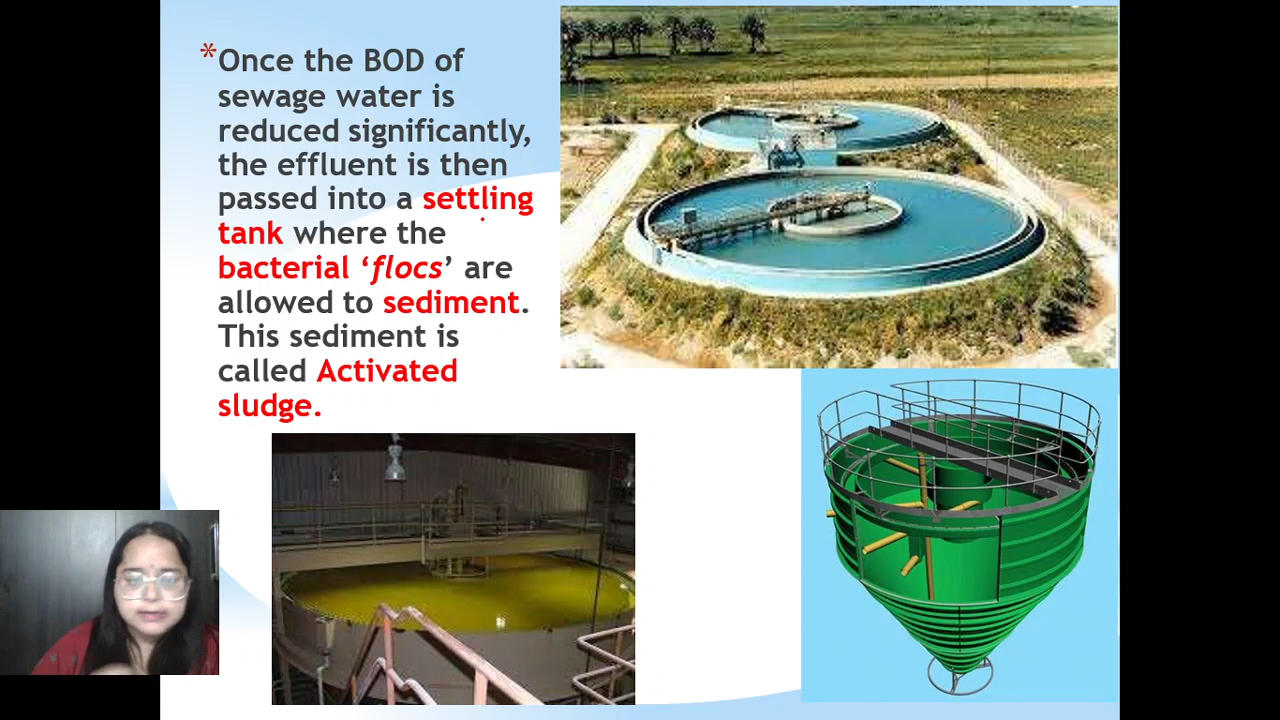 *Once the BOD of
sewage water is
reduced significantly,
the effluent is then
passed into a settling
tank where the
bacterial ‘flocs’ are
allowed to sediment.
This sediment is
called Activated
sludge.